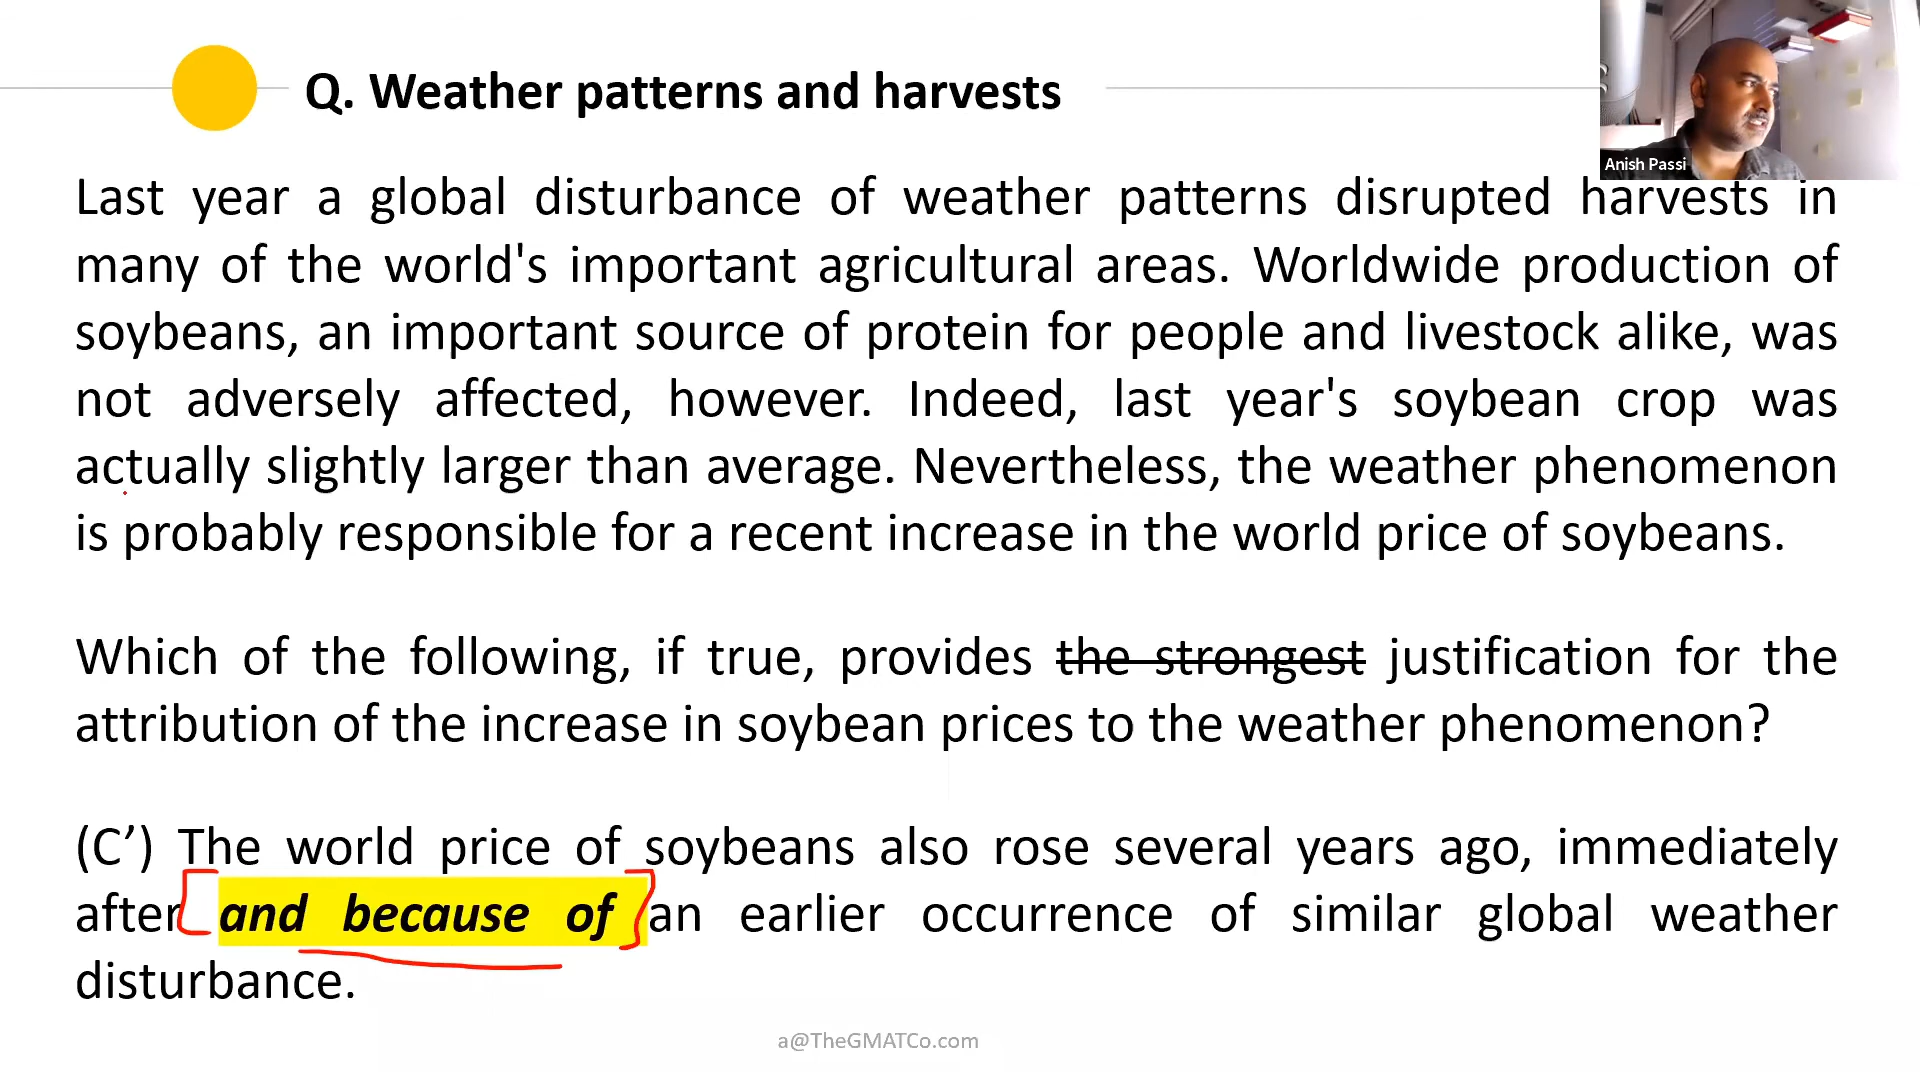 Q. Weather patterns and harvests
Anish Passi
Last year a global disturbance of weather patterns disrupted harvests in
many of the world's important agricultural areas. Worldwide production of
soybeans, an important source of protein for people and livestock alike, was
not adversely affected, however. Indeed, last year's soybean crop was
actually slightly larger than average. Nevertheless, the weather phenomenon
is probably responsible for a recent increase in the world price of soybeans.
Which of the following, if true, provides the strongest justification for the
attribution of the increase in soybean prices to the weather phenomenon?
(C’) The world price of soybeans also rose several years ago, immediately
after and because of an earlier occurrence of similar global weather
disturbance.
a@TheGMATCo.com